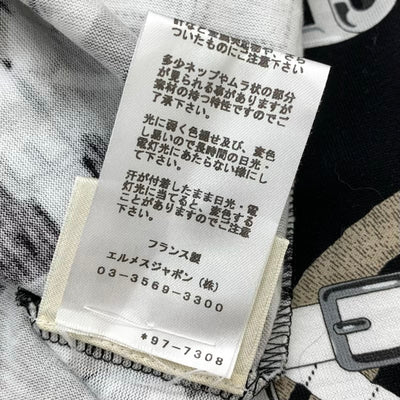 ついたものにご注意下さい
多少ネップやムラ状の部分
が見られる事がありますが
素材の持つ特性ですのでご
了承下さい。
光に弱く色褪せ及び、変色
し易いので長時間の日光・
電灯光にあたらない様にし
て下さい。
汗が付着したまま日光・電
灯光に当てると、変色する
ことがありますのでご注意
下さい。
フランス製
エルメスジャポン(株)
03-3569-3300
*97-7308